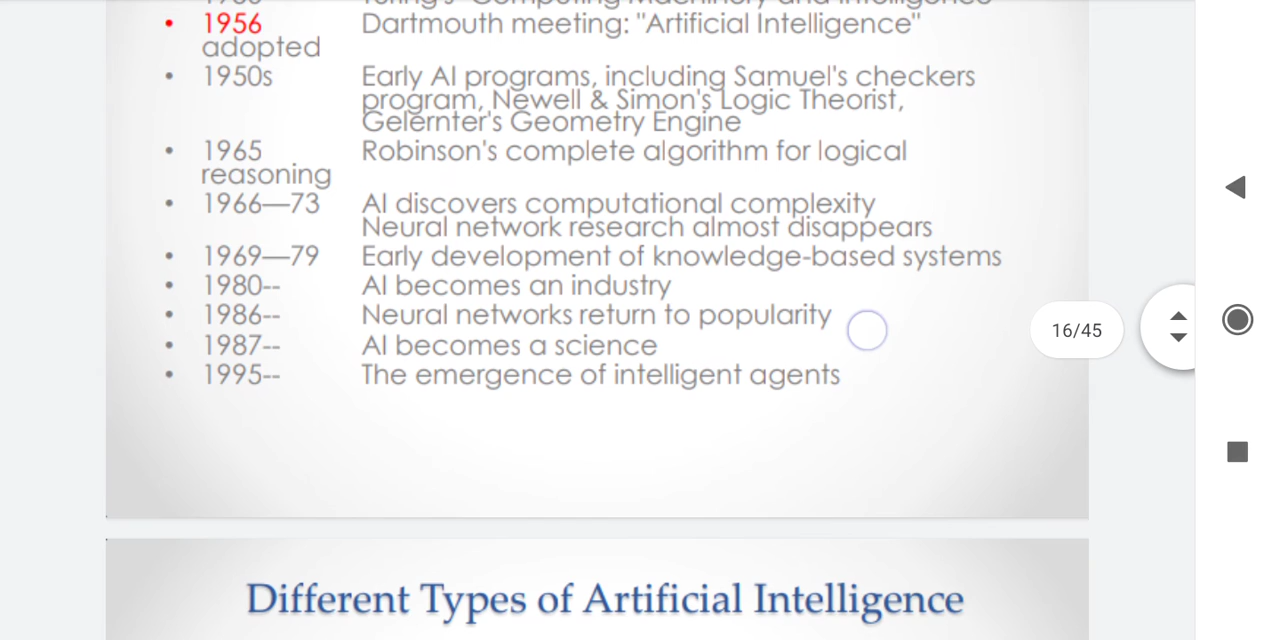 • 1956 Dartmouth meeting: "Artificial Intelligence"
adopted
• 1950s Early AI programs, including Samuel's checkers
program, Newell & Simon's Logic Theorist,
Gelernter's Geometry Engine
• 1965 Robinson's complete algorithm for logical
reasoning
• 1966—73 AI discovers computational complexity
Neural network research almost disappears
• 1969—79 Early development of knowledge-based systems
• 1980-- AI becomes an industry
• 1986-- Neural networks return to popularity
16/45
• 1987-- AI becomes a science
• 1995-- The emergence of intelligent agents
Different Types of Artificial Intelligence